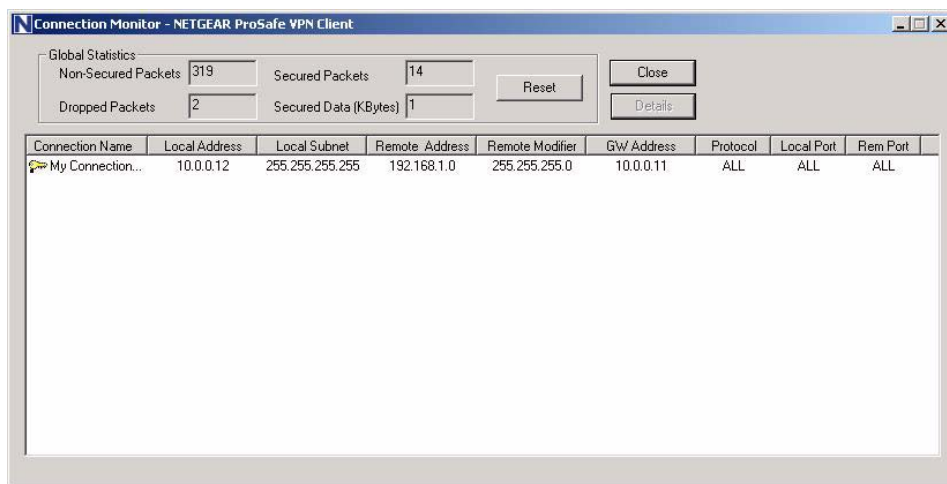 Connection Monitor - NETGEAR ProSafe VPN Client
Global Statistics
Non-Secured Packets 319 Secured Packets 14 Reset Close
Dropped Packets 2 Secured Data (KBytes) 1 Details
Connection Name Local Address Local Subnet Remote Address Remote Modifier GW Address Protocol Local Port Rem Port
My Connection... 10.0.0.12 255.255.255.255 192.168.1.0 255.255.255.0 10.0.0.11 ALL ALL ALL